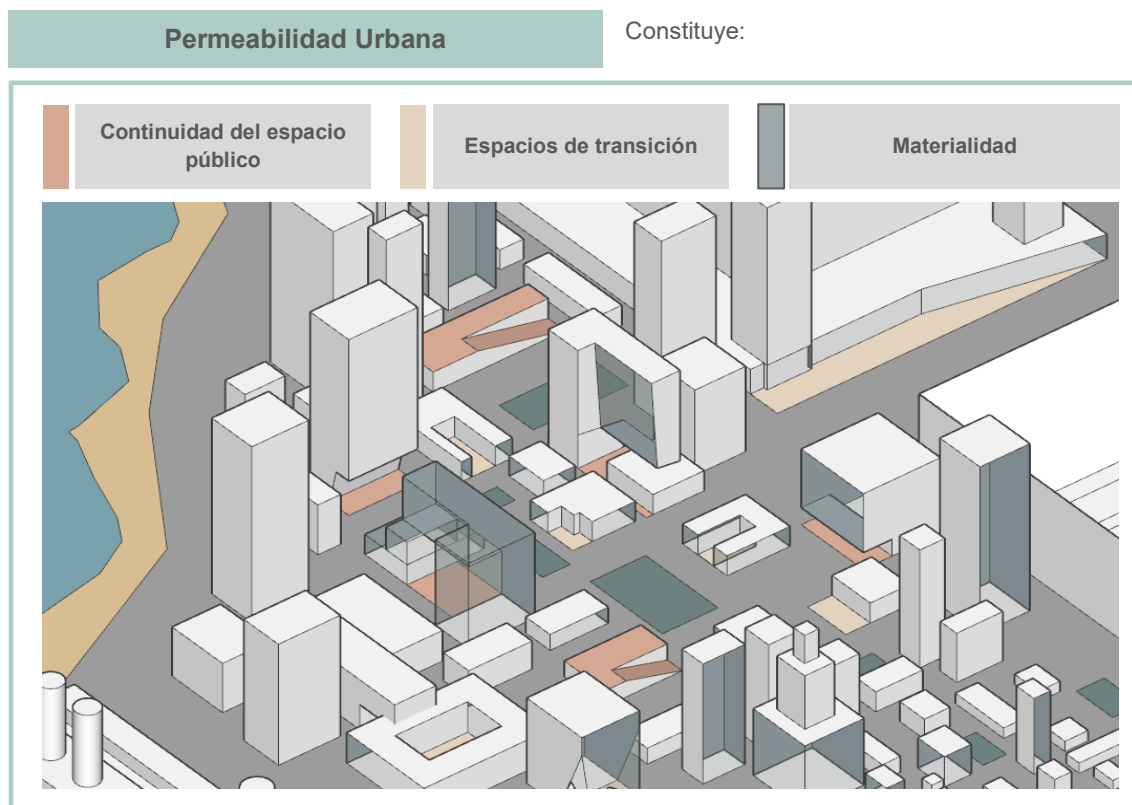 Permeabilidad Urbana
Constituye:
Continuidad del espacio
público
Espacios de transición
Materialidad